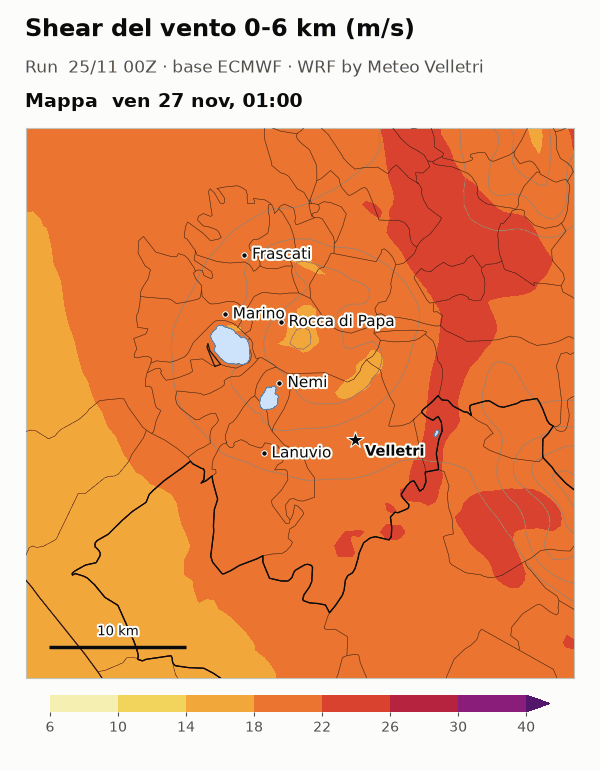 Shear del vento 0-6 km (m/s)
Run  25/11 00Z · base ECMWF · WRF by Meteo Velletri
Mappa  ven 27 nov, 01:00
Frascati
Marino
Rocca di Papa
Nemi
Velletri
Lanuvio
10 km
6 10 14 18 22 26 30 40